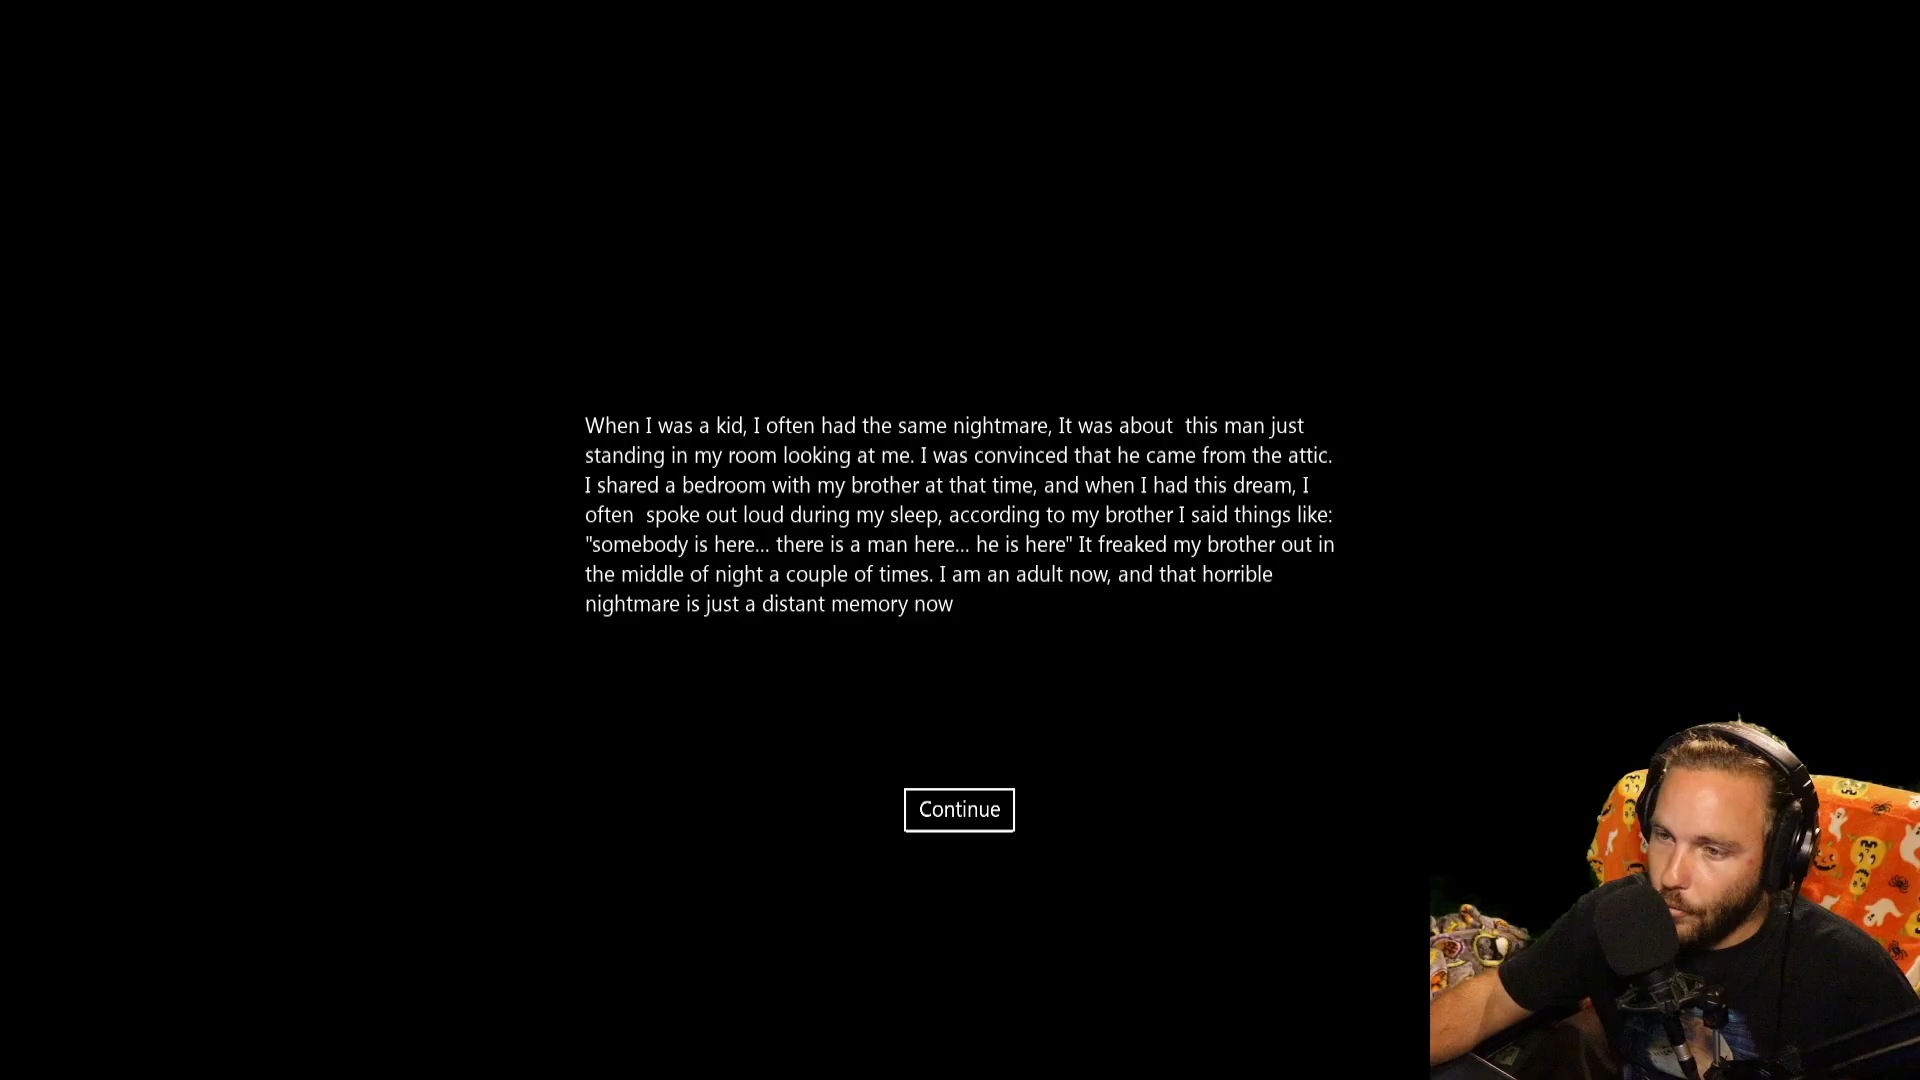 When I was a kid, I often had the same nightmare, It was about  this man just
standing in my room looking at me. I was convinced that he came from the attic.
I shared a bedroom with my brother at that time, and when I had this dream, I
often  spoke out loud during my sleep, according to my brother I said things like:
"somebody is here... there is a man here... he is here" It freaked my brother out in
the middle of night a couple of times. I am an adult now, and that horrible
nightmare is just a distant memory now
Continue